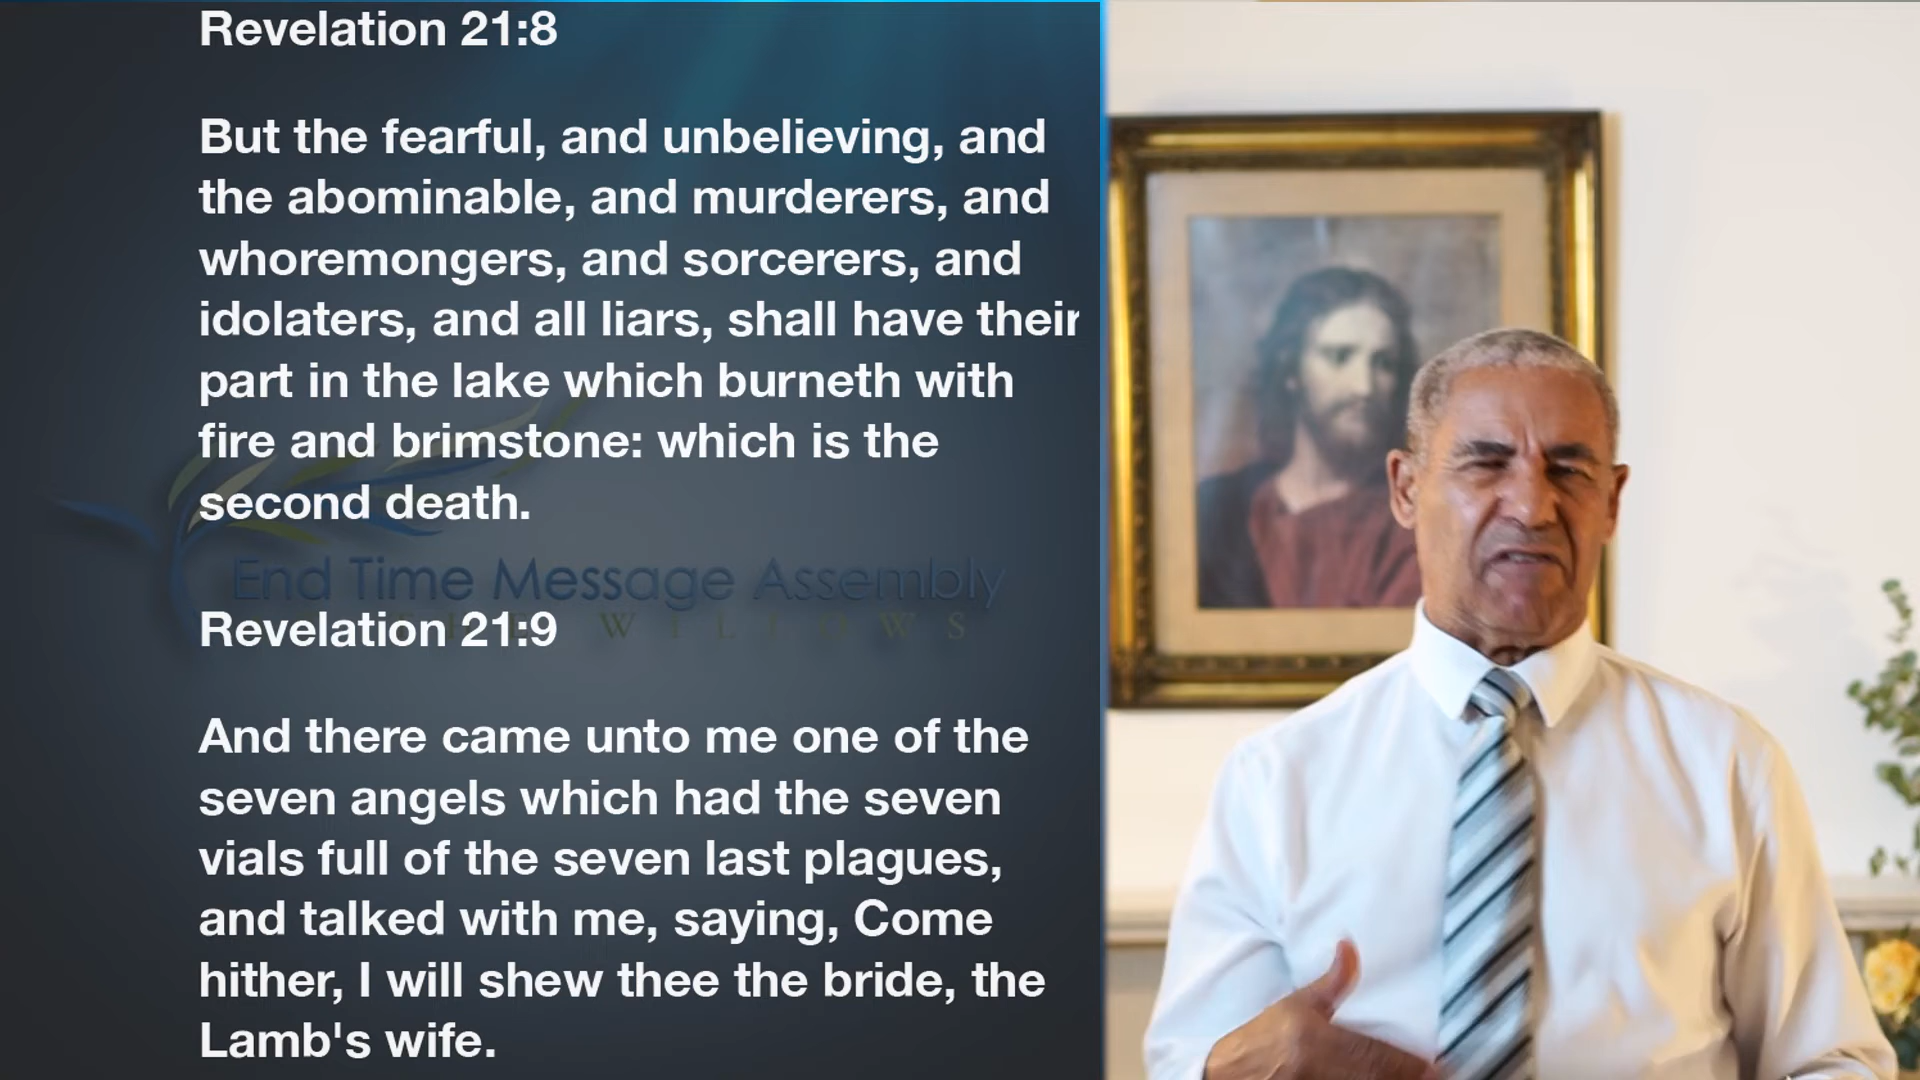 Revelation 21:8
But the fearful, and unbelieving, and
the abominable, and murderers, and
whoremongers, and sorcerers, and
idolaters, and all liars, shall have their
part in the lake which burneth with
fire and brimstone: which is the
second death.
End Time Message Assembly
WILLOWS
Revelation 21:9
And there came unto me one of the
seven angels which had the seven
vials full of the seven last plagues,
and talked with me, saying, Come
hither, I will shew thee the bride, the
Lamb's wife.